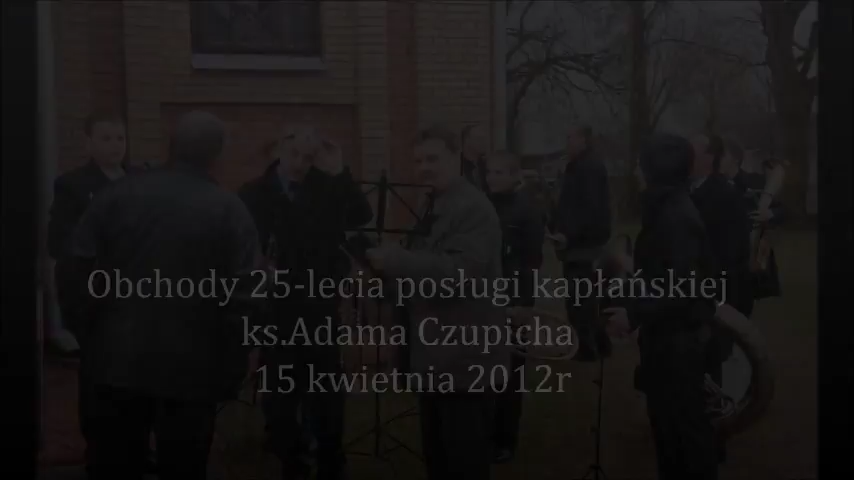 Obchody 25-lecia posługi kapłańskiej
ks.Adama Czupicha
15 kwietnia 2012r